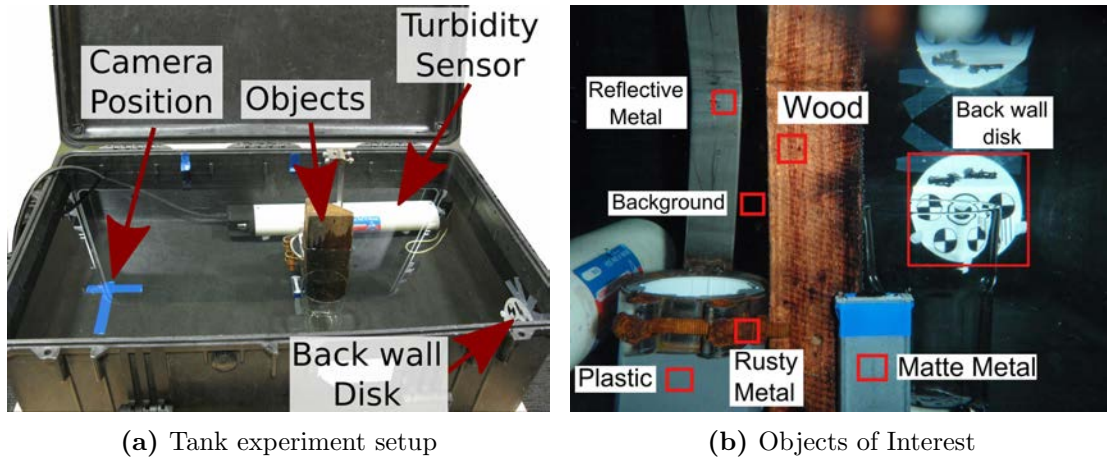 Turbidity
Sensor
Camera
Position
Objects
Back wall
Disk
(a) Tank experiment setup
Reflective
Metal
Wood
Back wall
disk
Background
Plastic
Rusty
Metal
Matte Metal
(b) Objects of Interest